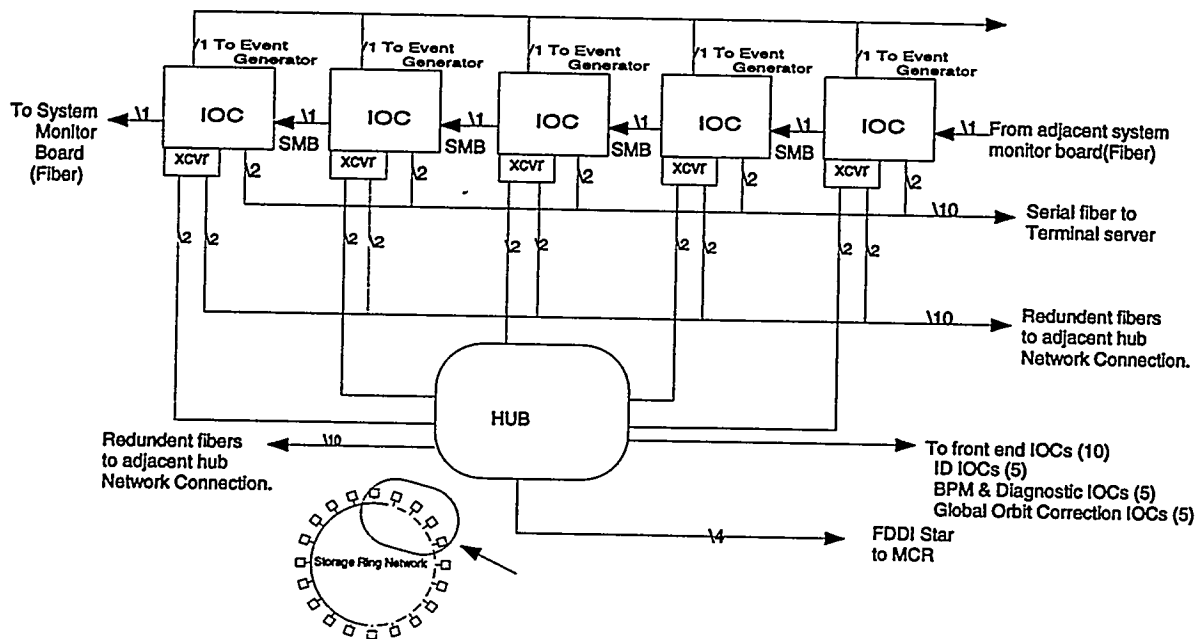 \1 To Event
Generator
\1 To Event
Generator
\1 To Event
Generator
\1 To Event
Generator
\1 To Event
Generator
To System
Monitor
Board
(Fiber)
\1
IOC
\1
SMB
IOC
\1
SMB
IOC
\1
SMB
IOC
\1
SMB
IOC
\1
From adjacent system
monitor board(Fiber)
xcvr
\2
xcvr
\2
xcvr
\2
xcvr
\2
xcvr
\2
\10
Serial fiber to
Terminal server
\2
\2
\2
\2
\2
\2
\2
\2
\2
\2
\10
Redundent fibers
to adjacent hub
Network Connection.
HUB
Redundent fibers
to adjacent hub
Network Connection.
\10
To front end IOCs (10)
ID IOCs (5)
BPM & Diagnostic IOCs (5)
Global Orbit Correction IOCs (5)
\4
FDDI Star
to MCR
Storage Ring Network